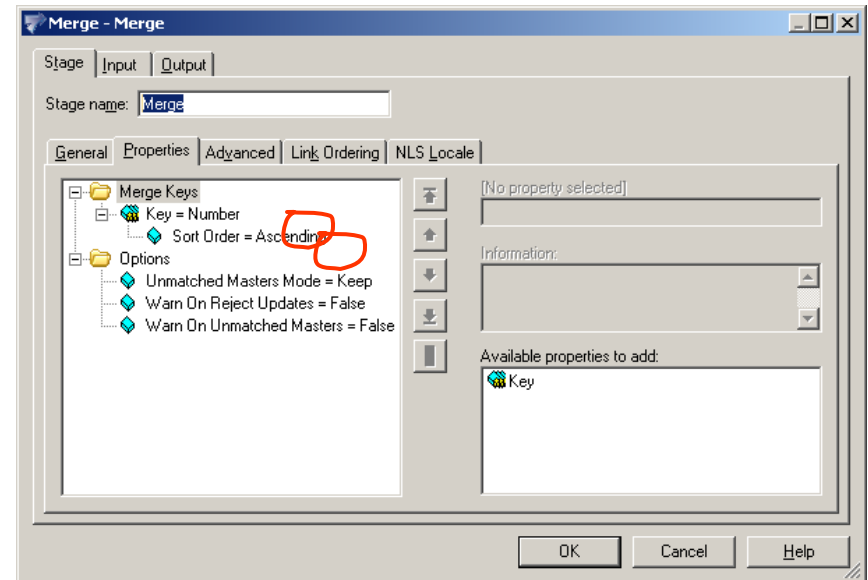 Merge - Merge
Stage Input Output
Stage name: Merge
General Properties Advanced Link Ordering NLS Locale
Merge Keys
Key = Number
Sort Order = Ascending
Options
Unmatched Masters Mode = Keep
Warn On Reject Updates = False
Warn On Unmatched Masters = False
[No property selected]
Information:
Available properties to add:
Key
OK Cancel Help